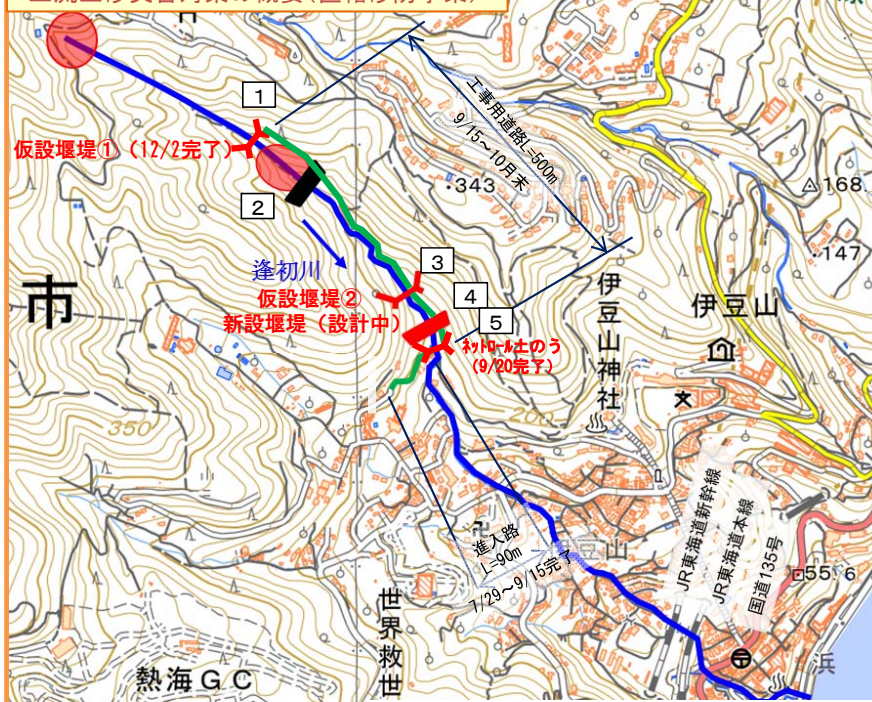 1
仮設堰堤①（12/2完了）
2
工事用道路L=500m
9/15～10月末
・343
168.
・147
逢初川
3
仮設堰堤②
新設堰堤（設計中）
4
5
ﾈｯﾄﾛｰﾙ土のう
（9/20完了）
市
伊豆山神社
伊豆山
文
350
200
進入路
L=90m
7/29～9/15完了
豆山
JR東海道新幹線
JR東海道本線
国道135号
55.6
世界救世
熱海GC
浜